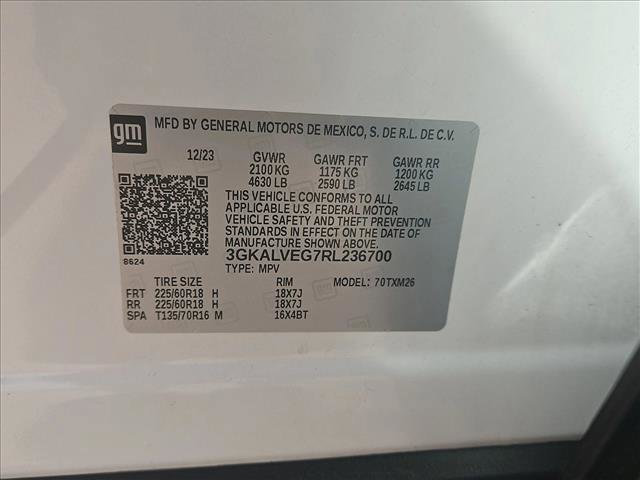 gm MFD BY GENERAL MOTORS DE MEXICO, S. DE R.L. DE C.V.
12/23 GVWR GAWR FRT GAWR RR
2100 KG 1175 KG 1200 KG
4630 LB 2590 LB 2645 LB
THIS VEHICLE CONFORMS TO ALL
APPLICABLE U.S. FEDERAL MOTOR
VEHICLE SAFETY AND THEFT PREVENTION
STANDARDS IN EFFECT ON THE DATE OF
MANUFACTURE SHOWN ABOVE.
8624 3GKALVEG7RL236700
TYPE: MPV
TIRE SIZE RIM MODEL: 70TXM26
FRT 225/60R18 H 18X7J
RR 225/60R18 H 18X7J
SPA T135/70R16 M 16X4BT